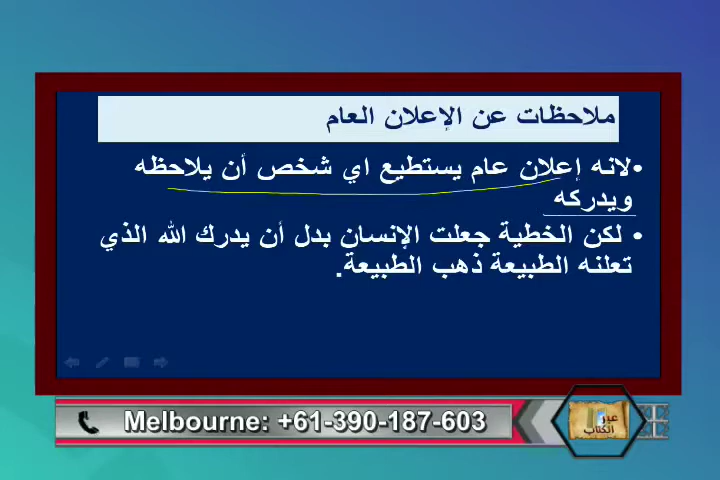 ملاحظات عن الإعلان العام
•لانه إعلان عام يستطيع اي شخص أن يلاحظه
ويدركه
• لكن الخطية جعلت الإنسان بدل أن يدرك الله الذي
تعلنه الطبيعة ذهب الطبيعة.
Melbourne: +61-390-187-603
عبر
الكتاب